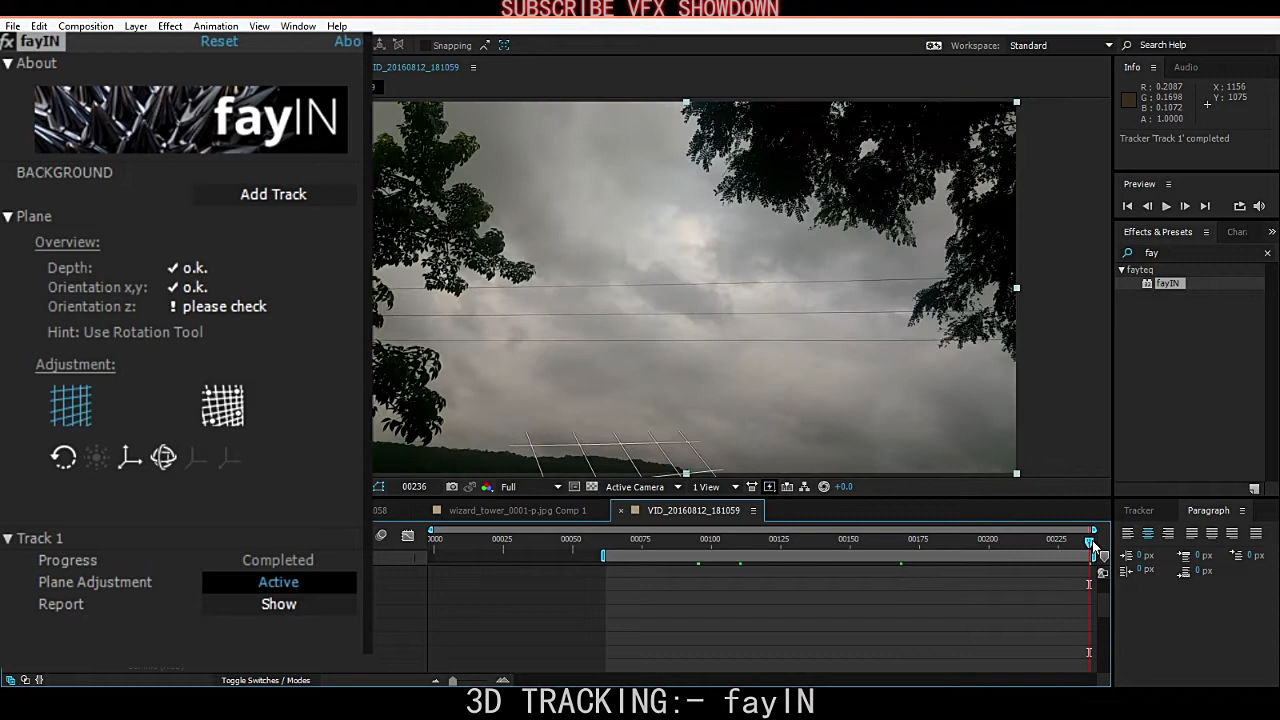 SUBSCRIBE VFX SHOWDOWN
File Edit Composition Layer Effect Animation View Window Help
fx fayIN Reset Abo
Snapping
Workspace: Standard
Search Help
About
VID_20160812_181059
Info Audio
fayIN
R: 0.2087
G: 0.1698
B: 0.1072
A: 1.0000
X: 1156
Y: 1075
Tracker 'Track 1' completed
BACKGROUND
Add Track
Preview
Plane
Overview:
Effects & Presets Char
Depth: o.k.
fay
Orientation x,y: o.k.
fayteq
Orientation z: ! please check
fayIN
Hint: Use Rotation Tool
Adjustment:
00236 Full Active Camera 1 View +0.0
058 wizard_tower_0001-p.jpg Comp 1 × VID_20160812_181059
Tracker Paragraph
0000 00025 00050 00075 00100 00125 00150 00175 00200 00225
Track 1
Progress Completed
Plane Adjustment Active
Report Show
0 px 0 px 0 px
0 px 0 px
Toggle Switches / Modes
3D TRACKING:- fayIN